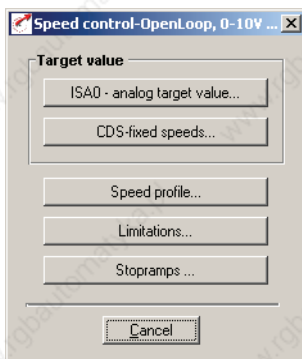 Speed control-OpenLoop, 0-10V ...
Target value
ISA0 - analog target value...
CDS-fixed speeds...
Speed profile...
Limitations...
Stopramps ...
Cancel